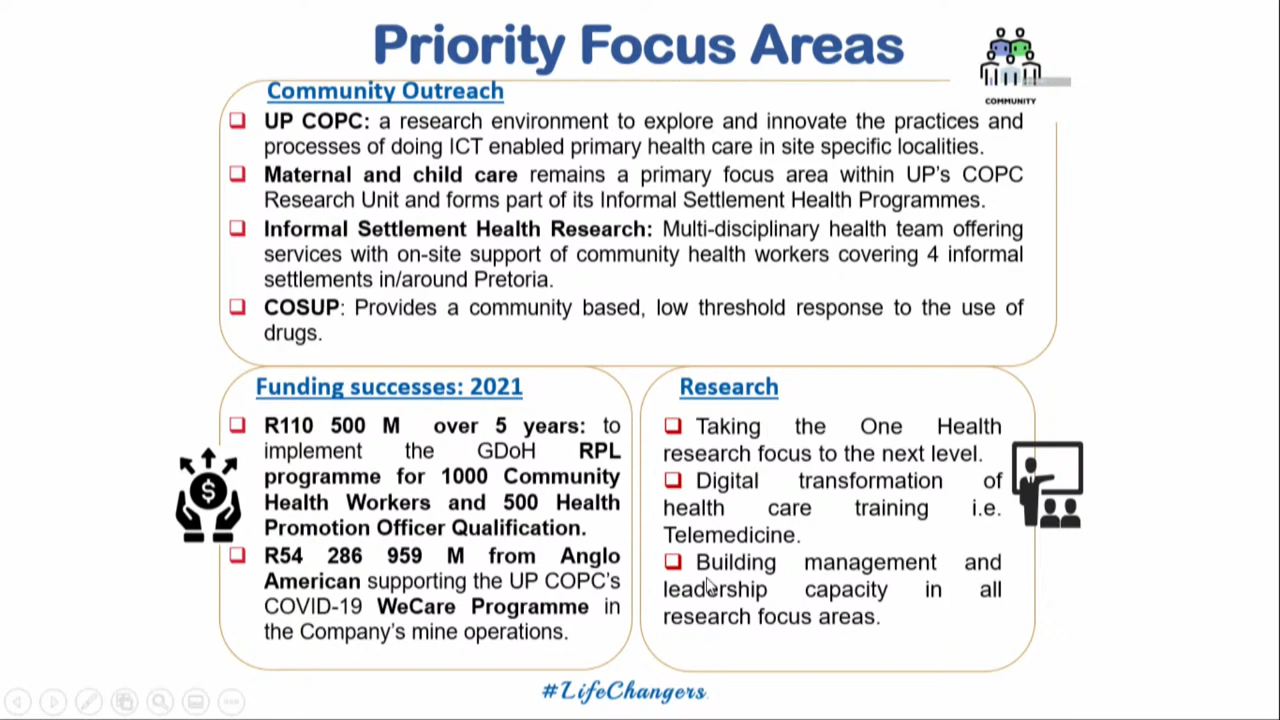 Priority Focus Areas
COMMUNITY
Community Outreach
❑ UP COPC: a research environment to explore and innovate the practices and
processes of doing ICT enabled primary health care in site specific localities.
❑ Maternal and child care remains a primary focus area within UP's COPC
Research Unit and forms part of its Informal Settlement Health Programmes.
❑ Informal Settlement Health Research: Multi-disciplinary health team offering
services with on-site support of community health workers covering 4 informal
settlements in/around Pretoria.
❑ COSUP: Provides a community based, low threshold response to the use of
drugs.
Funding successes: 2021
❑ R110 500 M over 5 years: to
implement the GDoH RPL
programme for 1000 Community
Health Workers and 500 Health
Promotion Officer Qualification.
❑ R54 286 959 M from Anglo
American supporting the UP COPC's
COVID-19 WeCare Programme in
the Company's mine operations.
Research
❑ Taking the One Health
research focus to the next level.
❑ Digital transformation of
health care training i.e.
Telemedicine.
❑ Building management and
leadership capacity in all
research focus areas.
#LifeChangers.